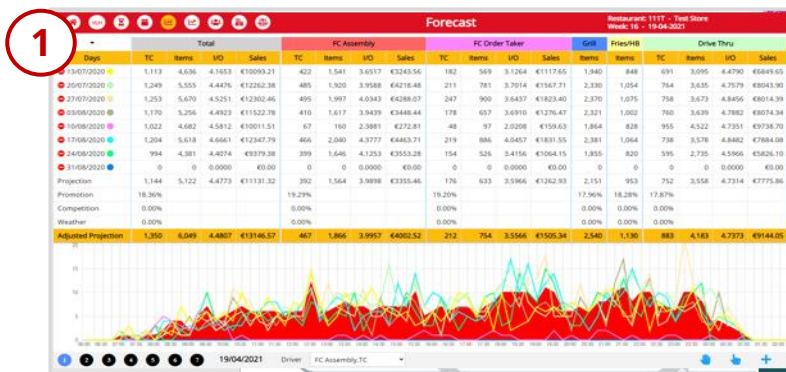 1
Forecast
Restaurant: 111T - Test Store
Week: 16 - 19-04-2021
Total FC Assembly FC Order Taker Grill Fries/HB Drive Thru
Days TC Items I/O Sales TC Items I/O Sales TC Items I/O Sales Items Items TC Items I/O Sales
13/07/2020 1,113 4,636 4.1653 €10093.21 422 1,541 3.6517 €3243.56 182 569 3.1264 €1117.65 1,940 848 691 3,095 4.4790 €6849.65
20/07/2020 1,249 5,555 4.4476 €12262.38 485 1,920 3.9588 €4218.48 211 781 3.7014 €1567.71 2,330 1,054 764 3,635 4.7579 €8043.90
27/07/2020 1,253 5,670 4.5251 €12302.46 495 1,997 4.0343 €4288.07 247 900 3.6437 €1823.40 2,370 1,075 758 3,673 4.8456 €8014.39
03/08/2020 1,170 5,256 4.4923 €11522.78 410 1,617 3.9439 €3448.44 178 657 3.6910 €1276.47 2,321 1,002 760 3,639 4.7882 €8074.34
10/08/2020 1,022 4,682 4.5812 €10011.51 67 160 2.3881 €272.81 48 97 2.0208 €159.63 1,864 828 955 4,522 4.7351 €9738.70
17/08/2020 1,204 5,618 4.6661 €12347.79 466 2,040 4.3777 €4463.71 219 886 4.0457 €1831.55 2,381 1,064 738 3,578 4.8482 €7884.08
24/08/2020 994 4,381 4.4074 €9379.38 399 1,646 4.1253 €3553.28 154 526 3.4156 €1064.15 1,855 820 595 2,735 4.5966 €5826.10
31/08/2020 0 0 0.0000 €0.00 0 0 0.0000 €0.00 0 0 0.0000 €0.00 0 0 0 0 0.0000 €0.00
Projection 1,144 5,122 4.4773 €11131.32 392 1,564 3.9898 €3355.46 176 633 3.5966 €1262.93 2,151 953 752 3,558 4.7314 €7775.86
Promotion 18.36% 19.29% 19.20% 17.96% 18.28% 17.87%
Competition 0.00% 0.00% 0.00% 0.00% 0.00% 0.00%
Weather 0.00% 0.00% 0.00% 0.00% 0.00% 0.00%
Adjusted Projection 1,350 6,049 4.4807 €13146.57 467 1,866 3.9957 €4002.52 212 754 3.5566 €1505.34 2,540 1,130 883 4,183 4.7373 €9144.05
20
15
10
5
0
1 2 3 4 5 6 7 19/04/2021 Driver FC Assembly.TC